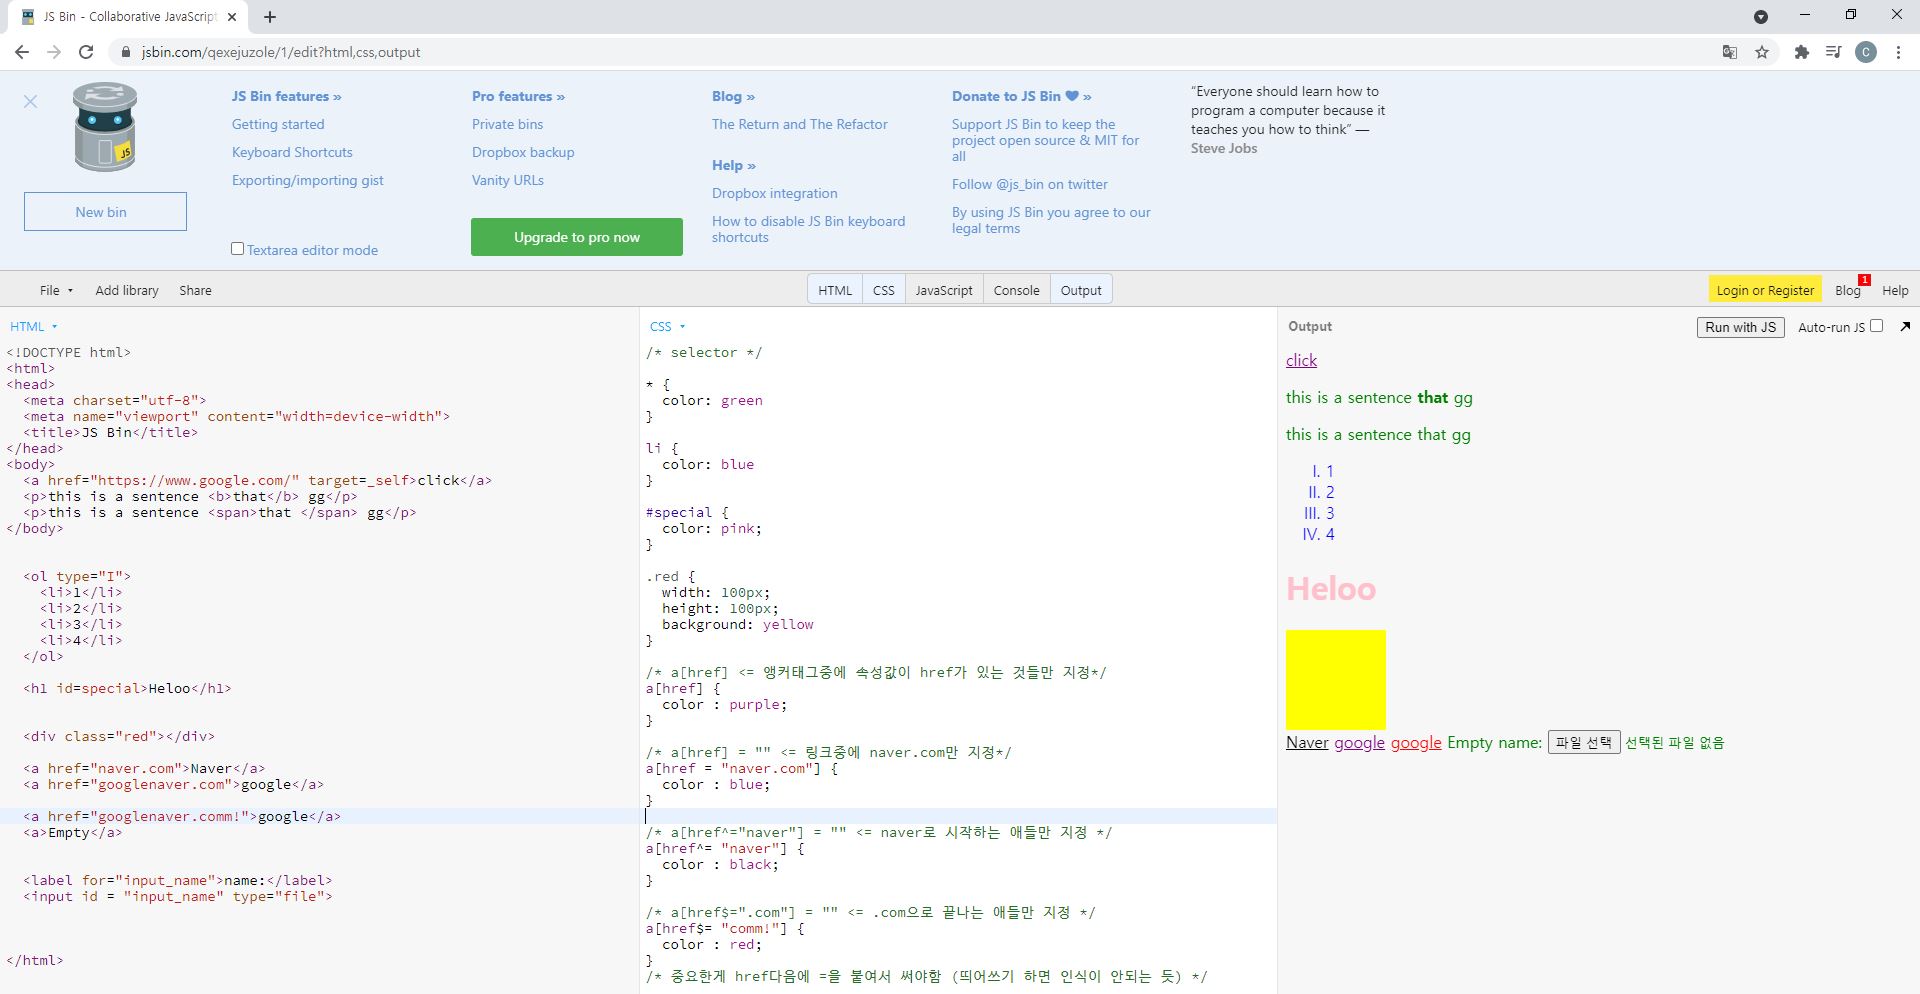 JS Bin - Collaborative JavaScript
jsbin.com/qexejuzole/1/edit?html,css,output
C
JS
New bin
JS Bin features »
Getting started
Keyboard Shortcuts
Exporting/importing gist
Textarea editor mode
Pro features »
Private bins
Dropbox backup
Vanity URLs
Upgrade to pro now
Blog »
The Return and The Refactor
Help »
Dropbox integration
How to disable JS Bin keyboard
shortcuts
Donate to JS Bin ♥ »
Support JS Bin to keep the
project open source & MIT for
all
Follow @js_bin on twitter
By using JS Bin you agree to our
legal terms
“Everyone should learn how to
program a computer because it
teaches you how to think” —
Steve Jobs
File
Add library
Share
HTML
CSS
JavaScript
Console
Output
Login or Register
Blog
1
Help
HTML
<!DOCTYPE html>
<html>
<head>
<meta charset="utf-8">
<meta name="viewport" content="width=device-width">
<title>JS Bin</title>
</head>
<body>
<a href="https://www.google.com/" target=_self>click</a>
<p>this is a sentence <b>that</b> gg</p>
<p>this is a sentence <span>that </span> gg</p>
</body>
<ol type="I">
<li>1</li>
<li>2</li>
<li>3</li>
<li>4</li>
</ol>
<h1 id=special>Heloo</h1>
<div class="red"></div>
<a href="naver.com">Naver</a>
<a href="googlenaver.com">google</a>
<a href="googlenaver.comm!">google</a>
<a>Empty</a>
<label for="input_name">name:</label>
<input id = "input_name" type="file">
</html>
CSS
/* selector */
* {
color: green
}
li {
color: blue
}
#special {
color: pink;
}
.red {
width: 100px;
height: 100px;
background: yellow
}
/* a[href] <= 앵커태그중에 속성값이 href가 있는 것들만 지정*/
a[href] {
color : purple;
}
/* a[href] = "" <= 링크중에 naver.com만 지정*/
a[href = "naver.com"] {
color : blue;
}
/* a[href^="naver"] = "" <= naver로 시작하는 애들만 지정 */
a[href^= "naver"] {
color : black;
}
/* a[href$=".com"] = "" <= .com으로 끝나는 애들만 지정 */
a[href$= "comm!"] {
color : red;
}
/* 중요한게 href다음에 =을 붙여서 써야함 (띄어쓰기 하면 인식이 안되는 듯) */
Output
Run with JS
Auto-run JS
click
this is a sentence that gg
this is a sentence that gg
I. 1
II. 2
III. 3
IV. 4
Heloo
Naver google google Empty name: 파일 선택 선택된 파일 없음